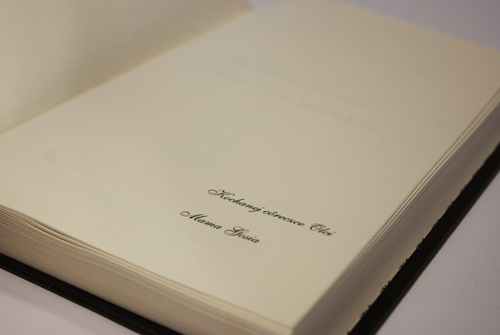 Kochanej córeczce Oli
Mama Gosia